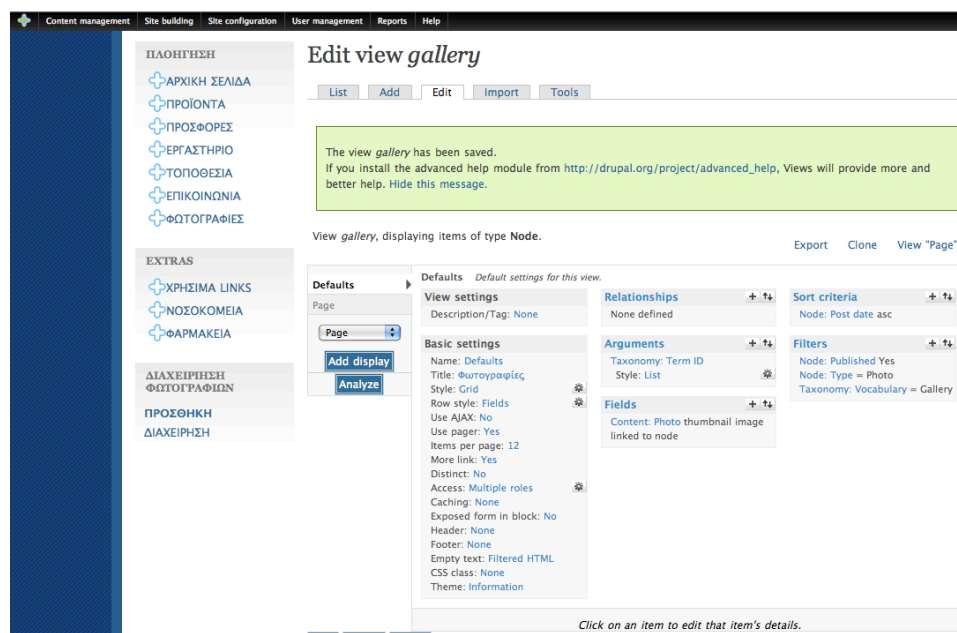 Content management Site building Site configuration User management Reports Help
ΠΛΟΗΓΗΣΗ
ΑΡΧΙΚΗ ΣΕΛΙΔΑ
ΠΡΟΪΟΝΤΑ
ΠΡΟΣΦΟΡΕΣ
ΕΡΓΑΣΤΗΡΙΟ
ΤΟΠΟΘΕΣΙΑ
ΕΠΙΚΟΙΝΩΝΙΑ
ΦΩΤΟΓΡΑΦΙΕΣ
EXTRAS
ΧΡΗΣΙΜΑ LINKS
ΝΟΣΟΚΟΜΕΙΑ
ΦΑΡΜΑΚΕΙΑ
ΔΙΑΧΕΙΡΙΣΗ
ΦΩΤΟΓΡΑΦΙΩΝ
ΠΡΟΣΘΗΚΗ
ΔΙΑΧΕΙΡΗΣΗ
Edit view gallery
List Add Edit Import Tools
The view gallery has been saved.
If you install the advanced help module from http://drupal.org/project/advanced_help, Views will provide more and
better help. Hide this message.
View gallery, displaying items of type Node.
Export Clone View "Page"
Defaults
Page
Page
Add display
Analyze
Defaults Default settings for this view.
View settings
Description/Tag: None
Basic settings
Name: Defaults
Title: Φωτογραφίες
Style: Grid
Row style: Fields
Use AJAX: No
Use pager: Yes
Items per page: 12
More link: Yes
Distinct: No
Access: Multiple roles
Caching: None
Exposed form in block: No
Header: None
Footer: None
Empty text: Filtered HTML
CSS class: None
Theme: Information
Relationships
None defined
Arguments
Taxonomy: Term ID
Style: List
Fields
Content: Photo thumbnail image
linked to node
Sort criteria
Node: Post date asc
Filters
Node: Published Yes
Node: Type = Photo
Taxonomy: Vocabulary = Gallery
Click on an item to edit that item's details.